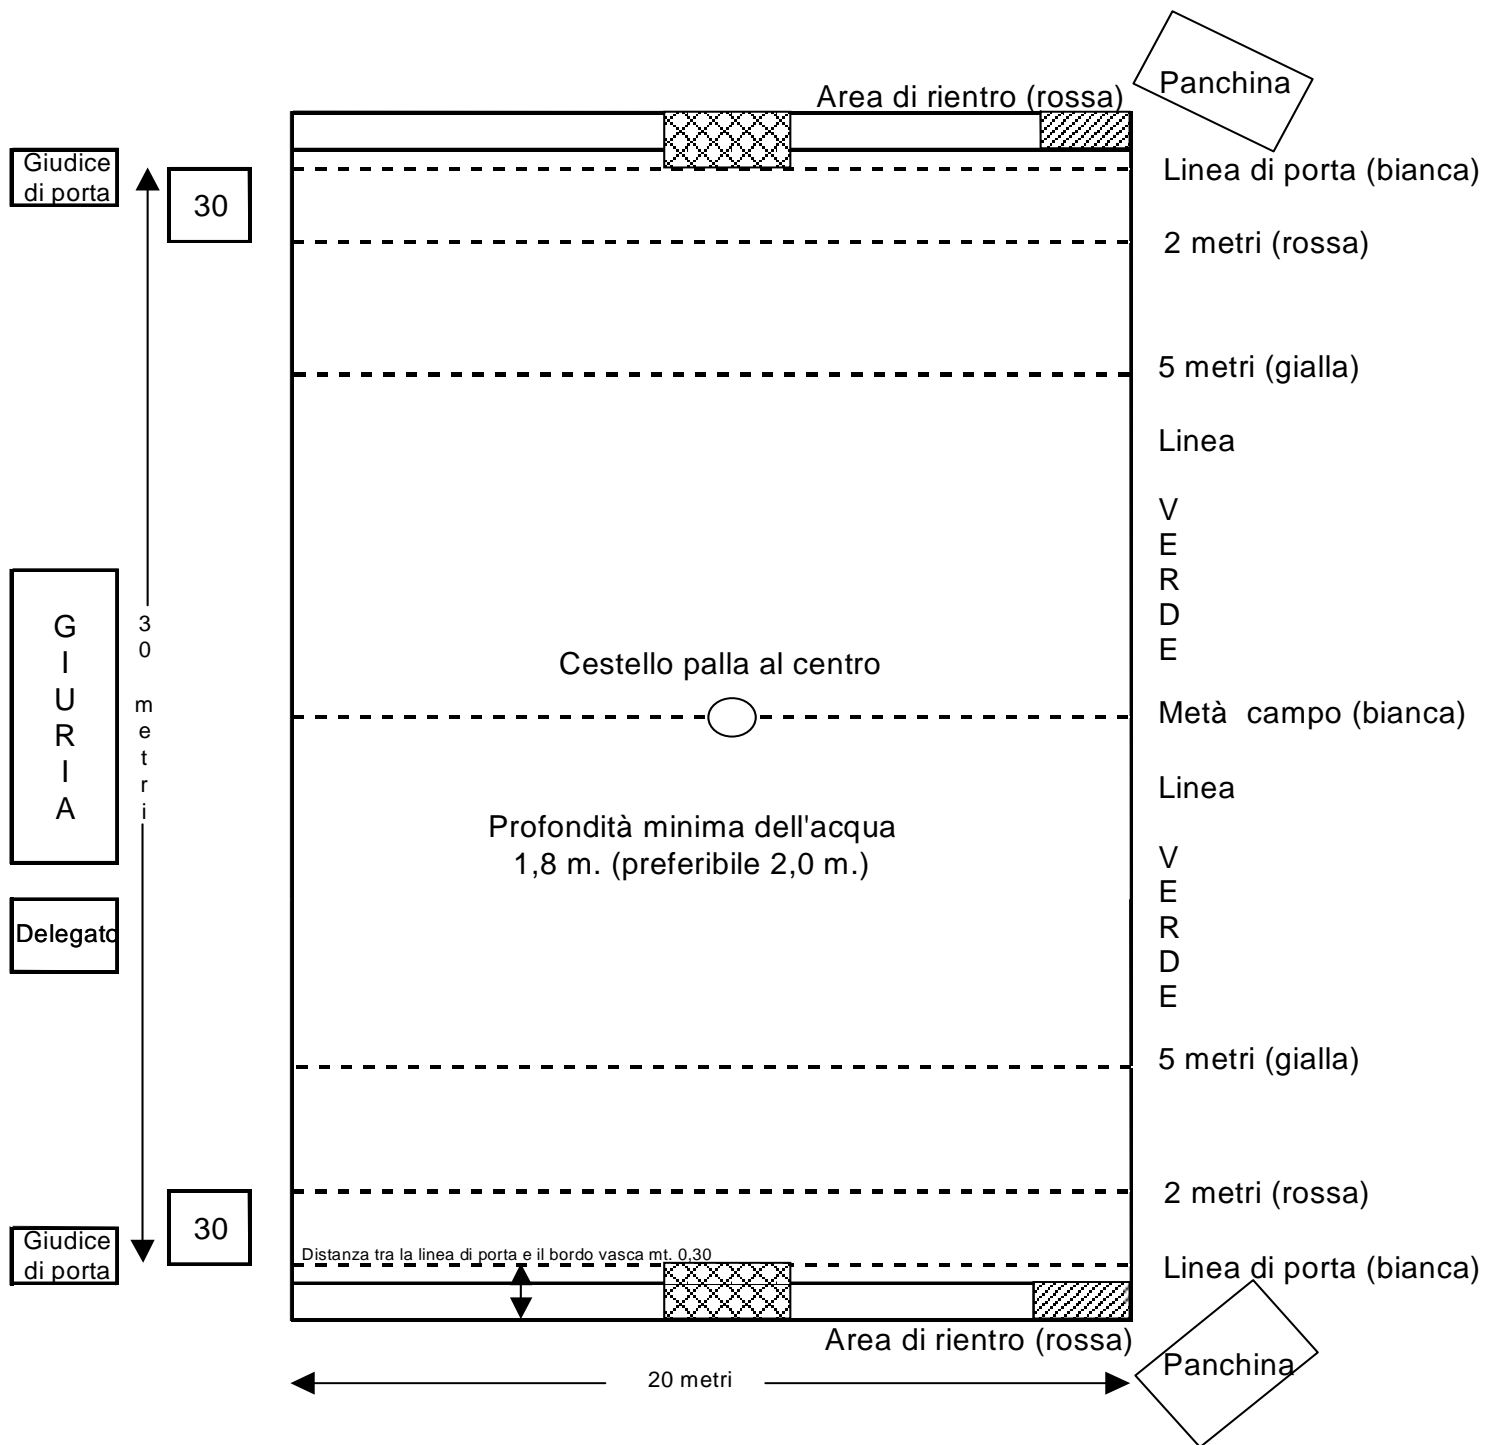 Panchina
Area di rientro (rossa)
Giudice
di porta
30
Linea di porta (bianca)
2 metri (rossa)
5 metri (gialla)
Linea
V
E
R
D
E
G
I
U
R
I
A
3
0
m
e
t
r
i
Cestello palla al centro
Metà campo (bianca)
Linea
Profondità minima dell'acqua
1,8 m. (preferibile 2,0 m.)
V
E
R
D
E
Delegato
5 metri (gialla)
2 metri (rossa)
30
Giudice
di porta
Distanza tra la linea di porta e il bordo vasca mt. 0,30
Linea di porta (bianca)
Area di rientro (rossa)
Panchina
20 metri